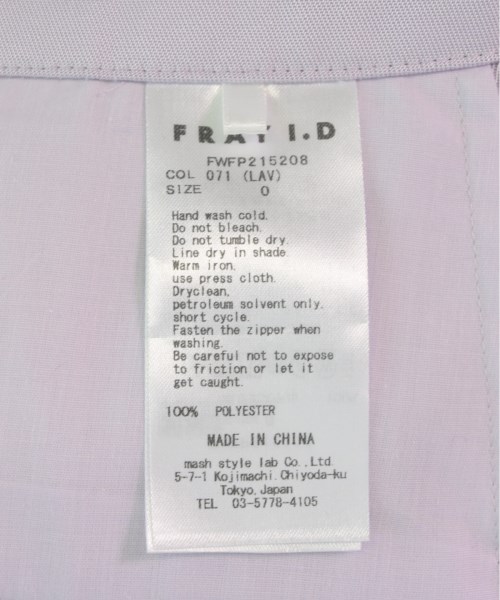 FRAY I.D
FWFP215208
COL 071 (LAV)
SIZE 0
Hand wash cold.
Do not bleach.
Do not tumble dry.
Line dry in shade.
Warm iron.
use press cloth.
Dryclean,
petroleum solvent only.
short cycle.
Fasten the zipper when
washing.
Be careful not to expose
to friction or let it
get caught.
100% POLYESTER
MADE IN CHINA
mash style lab Co., Ltd.
5-7-1 Kojimachi, Chiyoda-ku
Tokyo, Japan
TEL 03-5778-4105